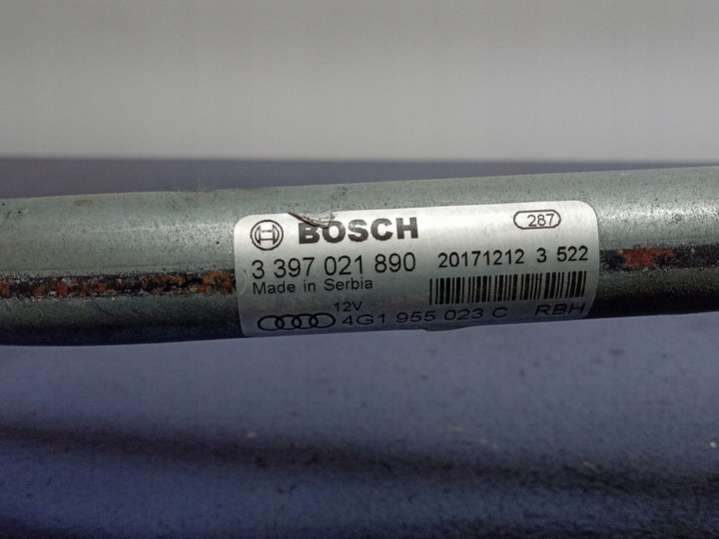 BOSCH 287
3 397 021 890 20171212 3 522
Made in Serbia
12V
4G1 955 023 C RBH